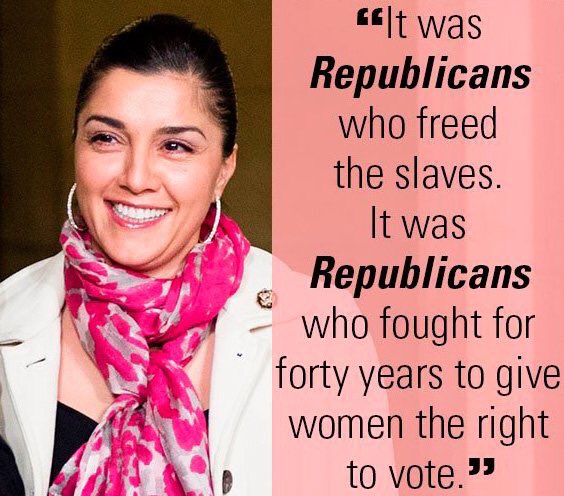 “It was
Republicans
who freed
the slaves.
It was
Republicans
who fought for
forty years to give
women the right
to vote.”